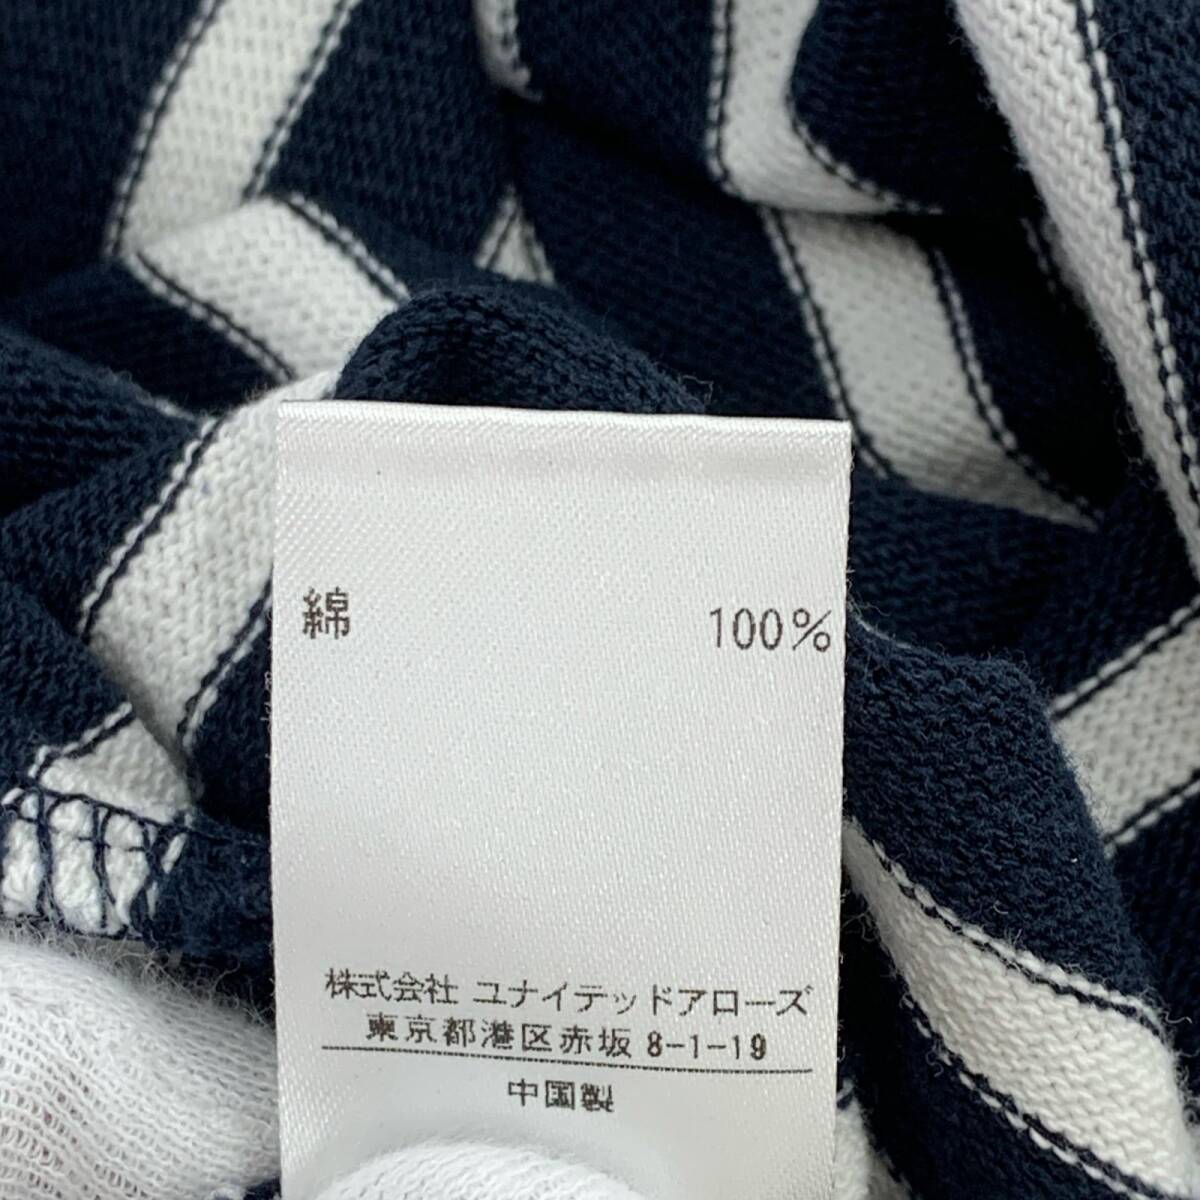 綿 100%
株式会社 ユナイテッドアローズ
東京都港区赤坂 8-1-19
中国製